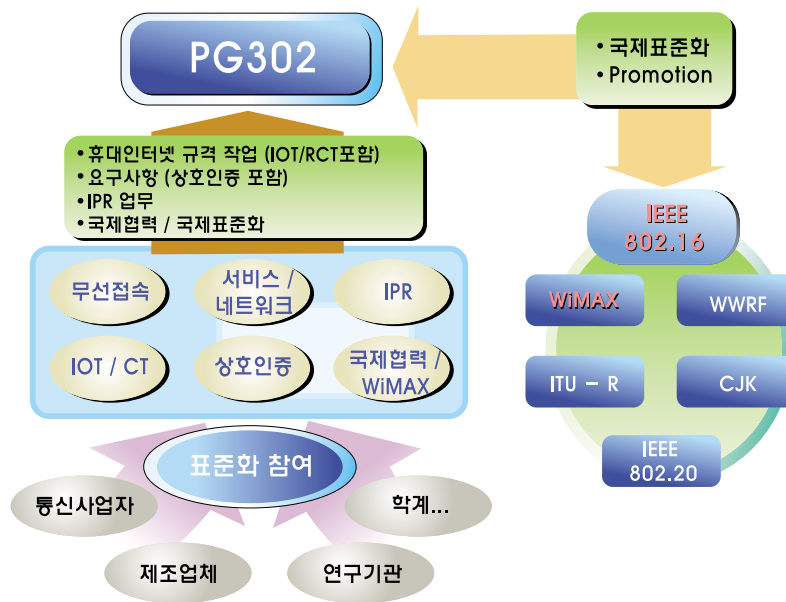 PG302
• 국제표준화
• Promotion
• 휴대인터넷 규격 작업 (IOT/RCT포함)
• 요구사항 (상호인증 포함)
• IPR 업무
• 국제협력 / 국제표준화
IEEE
802.16
무선접속
서비스 /
네트워크
IPR
IOT / CT
상호인증
국제협력 /
WiMAX
WiMAX
WWRF
ITU – R
CJK
IEEE
802.20
표준화 참여
통신사업자
제조업체
연구기관
학계...